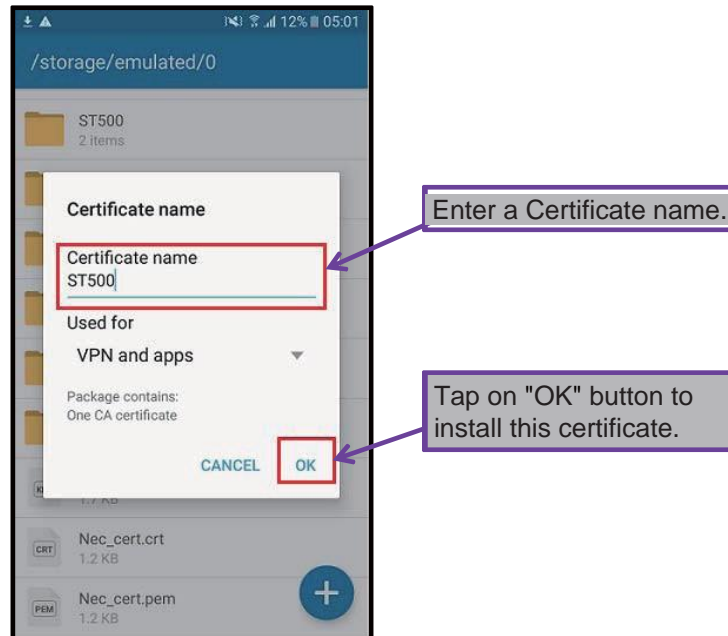 12% 05:01
/storage/emulated/0
ST500
2 items
Certificate name
Certificate name
ST500
Used for
VPN and apps
Package contains:
One CA certificate
CANCEL OK
1.7 KB
CRT
Nec_cert.crt
1.2 KB
PEM
Nec_cert.pem
1.2 KB
+
Enter a Certificate name.
Tap on "OK" button to
install this certificate.